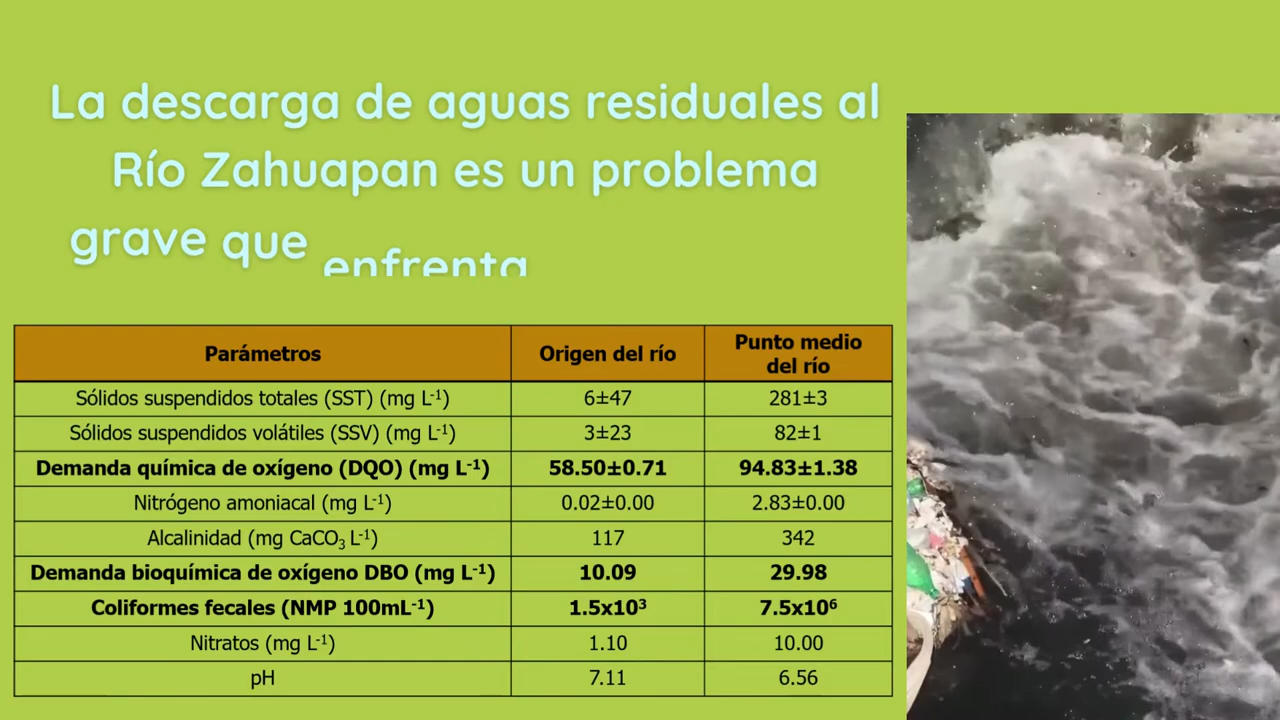 La descarga de aguas residuales al
Río Zahuapan es un problema
grave que enfrenta
Parámetros Origen del río Punto medio del río
Sólidos suspendidos totales (SST) (mg L⁻¹) 6±47 281±3
Sólidos suspendidos volátiles (SSV) (mg L⁻¹) 3±23 82±1
Demanda química de oxígeno (DQO) (mg L⁻¹) 58.50±0.71 94.83±1.38
Nitrógeno amoniacal (mg L⁻¹) 0.02±0.00 2.83±0.00
Alcalinidad (mg CaCO₃ L⁻¹) 117 342
Demanda bioquímica de oxígeno DBO (mg L⁻¹) 10.09 29.98
Coliformes fecales (NMP 100mL⁻¹) 1.5x10³ 7.5x10⁶
Nitratos (mg L⁻¹) 1.10 10.00
pH 7.11 6.56